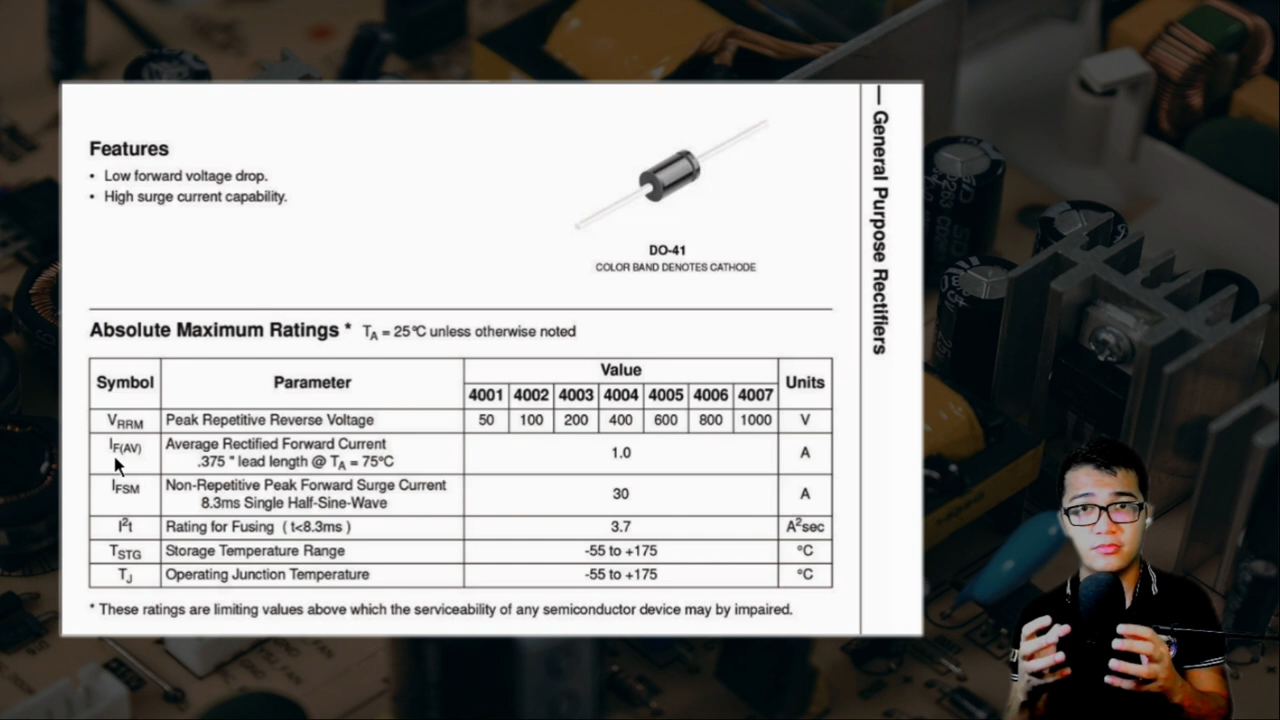 Features
• Low forward voltage drop.
• High surge current capability.
DO-41
COLOR BAND DENOTES CATHODE
— General Purpose Rectifiers
Absolute Maximum Ratings * TA = 25°C unless otherwise noted
Symbol Parameter Value Units
4001 4002 4003 4004 4005 4006 4007
VRRM Peak Repetitive Reverse Voltage 50 100 200 400 600 800 1000 V
IF(AV) Average Rectified Forward Current 1.0 A
.375 " lead length @ TA = 75°C
IFSM Non-Repetitive Peak Forward Surge Current 30 A
8.3ms Single Half-Sine-Wave
I²t Rating for Fusing ( t<8.3ms ) 3.7 A²sec
TSTG Storage Temperature Range -55 to +175 °C
TJ Operating Junction Temperature -55 to +175 °C
* These ratings are limiting values above which the serviceability of any semiconductor device may by impaired.